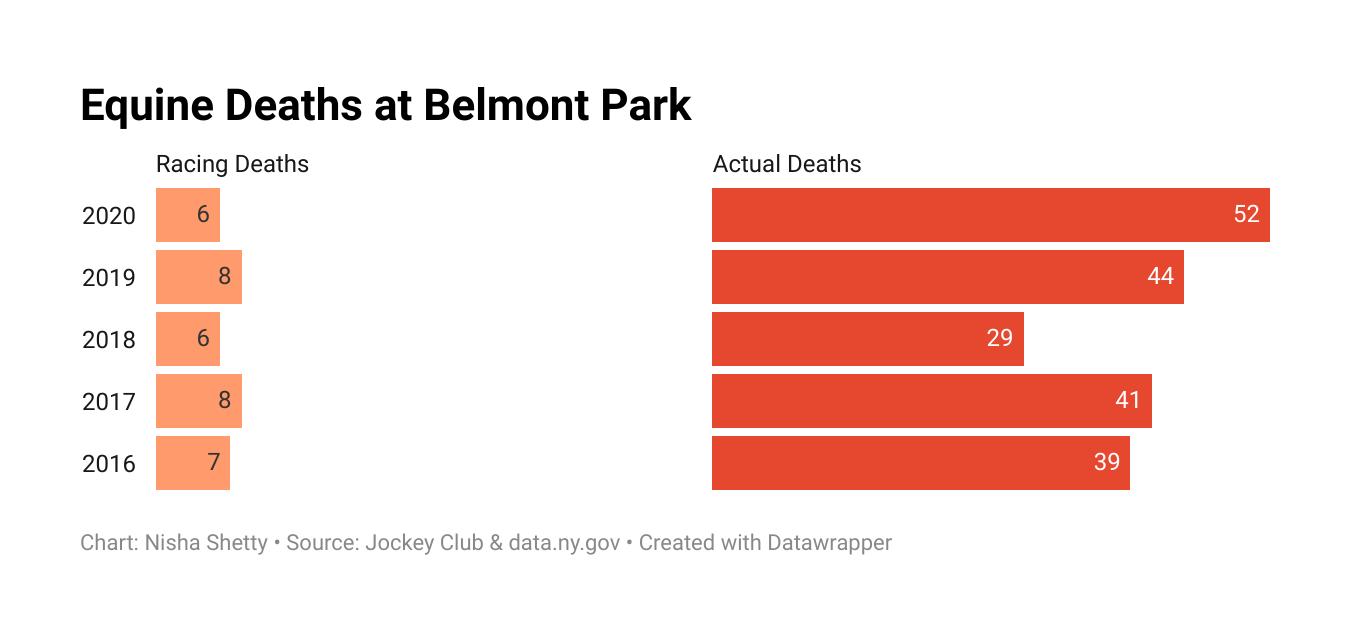 Equine Deaths at Belmont Park
Racing Deaths Actual Deaths
2020 6 52
2019 8 44
2018 6 29
2017 8 41
2016 7 39
Chart: Nisha Shetty • Source: Jockey Club & data.ny.gov • Created with Datawrapper